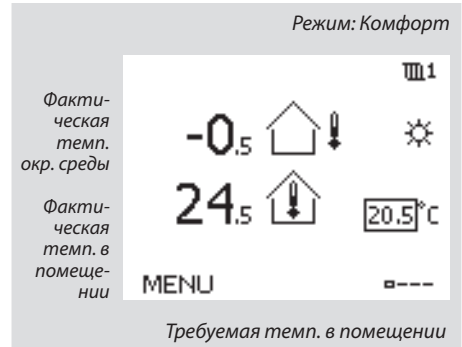 Режим: Комфорт
1
Факти-
ческая
темп.
окр. среды
-0.5
Факти-
ческая
темп. в
помеще-
нии
24.5
20.5 °C
MENU
Требуемая темп. в помещении